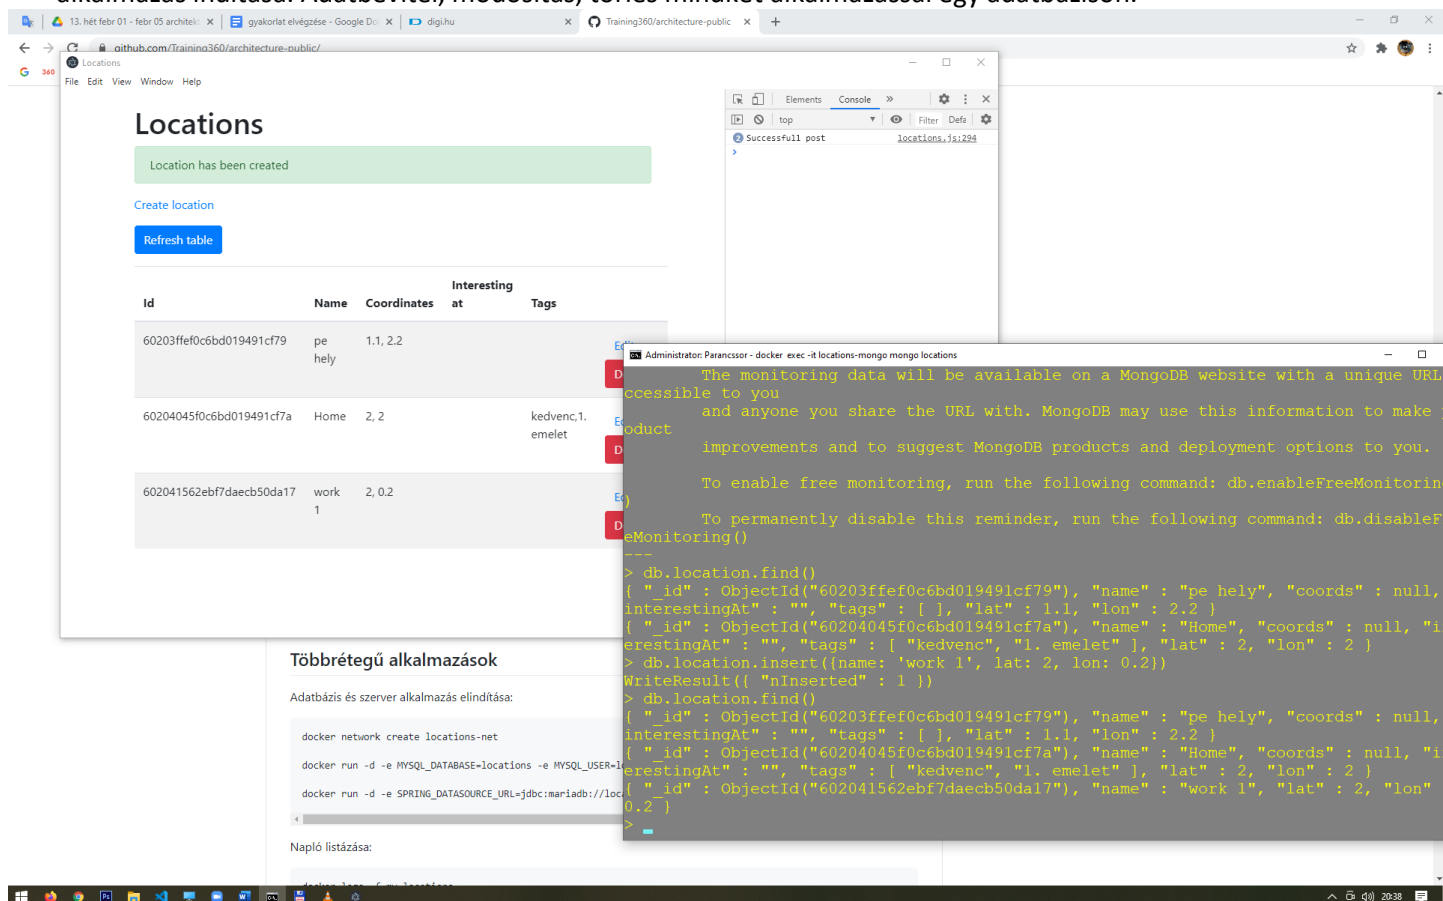 alkalmazás indítása. Adatbevitel, módosítás, törlés mindkét alkalmazással egy adatbázison.
13. hét febr 01 - febr 05 architek
gyakorlat elvégzése - Google Do
digi.hu
Training360/architecture-public
github.com/Training360/architecture-public/
360
Locations
File Edit View Window Help
Elements Console
top Filter Defa
2 Successfull post locations.js:294
>
Locations
Location has been created
Create location
Refresh table
Id Name Coordinates Interesting at Tags
60203ffef0c6bd019491cf79 pe 1.1, 2.2
hely
60204045f0c6bd019491cf7a Home 2, 2 kedvenc,1.
emelet
602041562ebf7daecb50da17 work 2, 0.2
1
Administrator: Parancssor - docker exec -it locations-mongo mongo locations
The monitoring data will be available on a MongoDB website with a unique URL
ccessible to you
and anyone you share the URL with. MongoDB may use this information to make
oduct
improvements and to suggest MongoDB products and deployment options to you.
To enable free monitoring, run the following command: db.enableFreeMonitorin
)
To permanently disable this reminder, run the following command: db.disableF
eMonitoring()
---
> db.location.find()
{ "_id" : ObjectId("60203ffef0c6bd019491cf79"), "name" : "pe hely", "coords" : null,
interestingAt" : "", "tags" : [ ], "lat" : 1.1, "lon" : 2.2 }
{ "_id" : ObjectId("60204045f0c6bd019491cf7a"), "name" : "Home", "coords" : null, "i
erestingAt" : "", "tags" : [ "kedvenc", "1. emelet" ], "lat" : 2, "lon" : 2 }
> db.location.insert({name: 'work 1', lat: 2, lon: 0.2})
WriteResult({ "nInserted" : 1 })
> db.location.find()
{ "_id" : ObjectId("60203ffef0c6bd019491cf79"), "name" : "pe hely", "coords" : null,
interestingAt" : "", "tags" : [ ], "lat" : 1.1, "lon" : 2.2 }
{ "_id" : ObjectId("60204045f0c6bd019491cf7a"), "name" : "Home", "coords" : null, "i
erestingAt" : "", "tags" : [ "kedvenc", "1. emelet" ], "lat" : 2, "lon" : 2 }
{ "_id" : ObjectId("602041562ebf7daecb50da17"), "name" : "work 1", "lat" : 2, "lon"
0.2 }
>
Többrétegű alkalmazások
Adatbázis és szerver alkalmazás elindítása:
docker network create locations-net
docker run -d -e MYSQL_DATABASE=locations -e MYSQL_USER=l
docker run -d -e SPRING_DATASOURCE_URL=jdbc:mariadb://loca
Napló listázása:
20:38